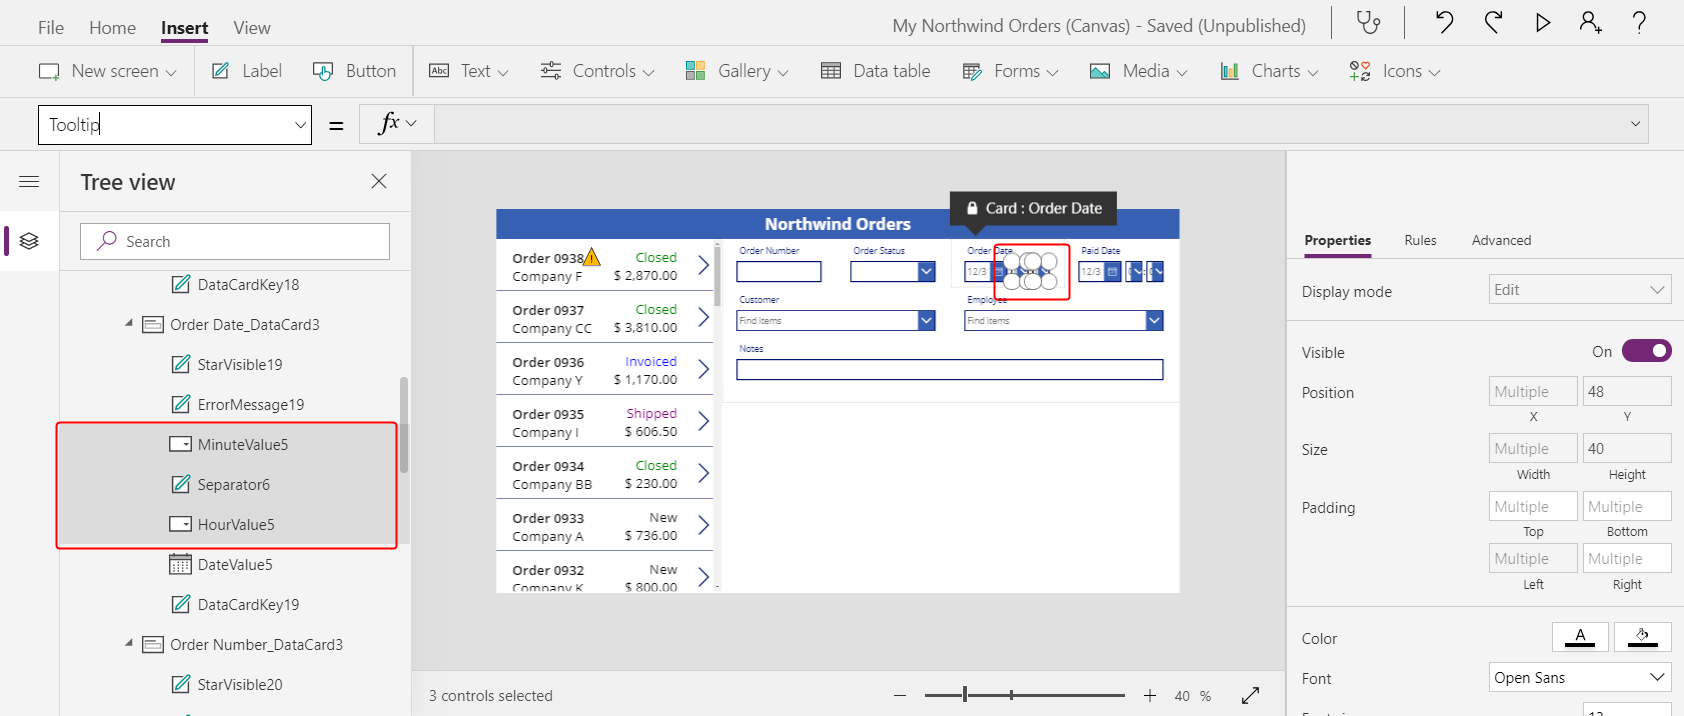 File Home Insert View
My Northwind Orders (Canvas) - Saved (Unpublished)
New screen Label Button Abc Text Controls Gallery Data table Forms Media Charts Icons
Tooltip = fx
Tree view
Search
DataCardKey18
Order Date_DataCard3
StarVisible19
ErrorMessage19
MinuteValue5
Separator6
HourValue5
DateValue5
DataCardKey19
Order Number_DataCard3
StarVisible20
Card : Order Date
Northwind Orders
Order 0938 Closed
Company F $ 2,870.00
Order 0937 Closed
Company CC $ 3,810.00
Order 0936 Invoiced
Company Y $ 1,170.00
Order 0935 Shipped
Company I $ 606.50
Order 0934 Closed
Company BB $ 230.00
Order 0933 New
Company A $ 736.00
Order 0932 New
Company K $ 800.00
Order Number Order Status Order Date Paid Date
12/3 12/3
Customer Employee
Find items Find items
Notes
3 controls selected
40 %
Properties Rules Advanced
Display mode Edit
Visible On
Position Multiple 48
X Y
Size Multiple 40
Width Height
Padding Multiple Multiple
Top Bottom
Multiple Multiple
Left Right
Color A
Font Open Sans